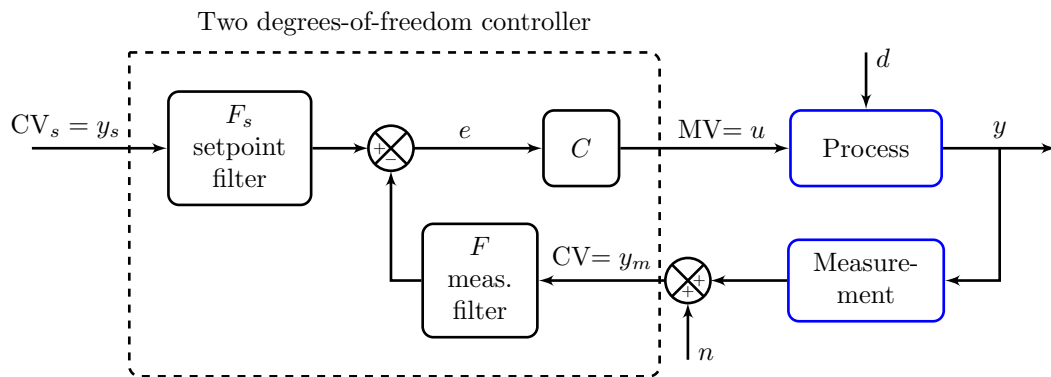 Two degrees-of-freedom controller
d
CV_s = y_s
F_s
setpoint
filter
+
−
e
C
MV= u
Process
y
F
meas.
filter
CV= y_m
+
+
n
Measure-
ment